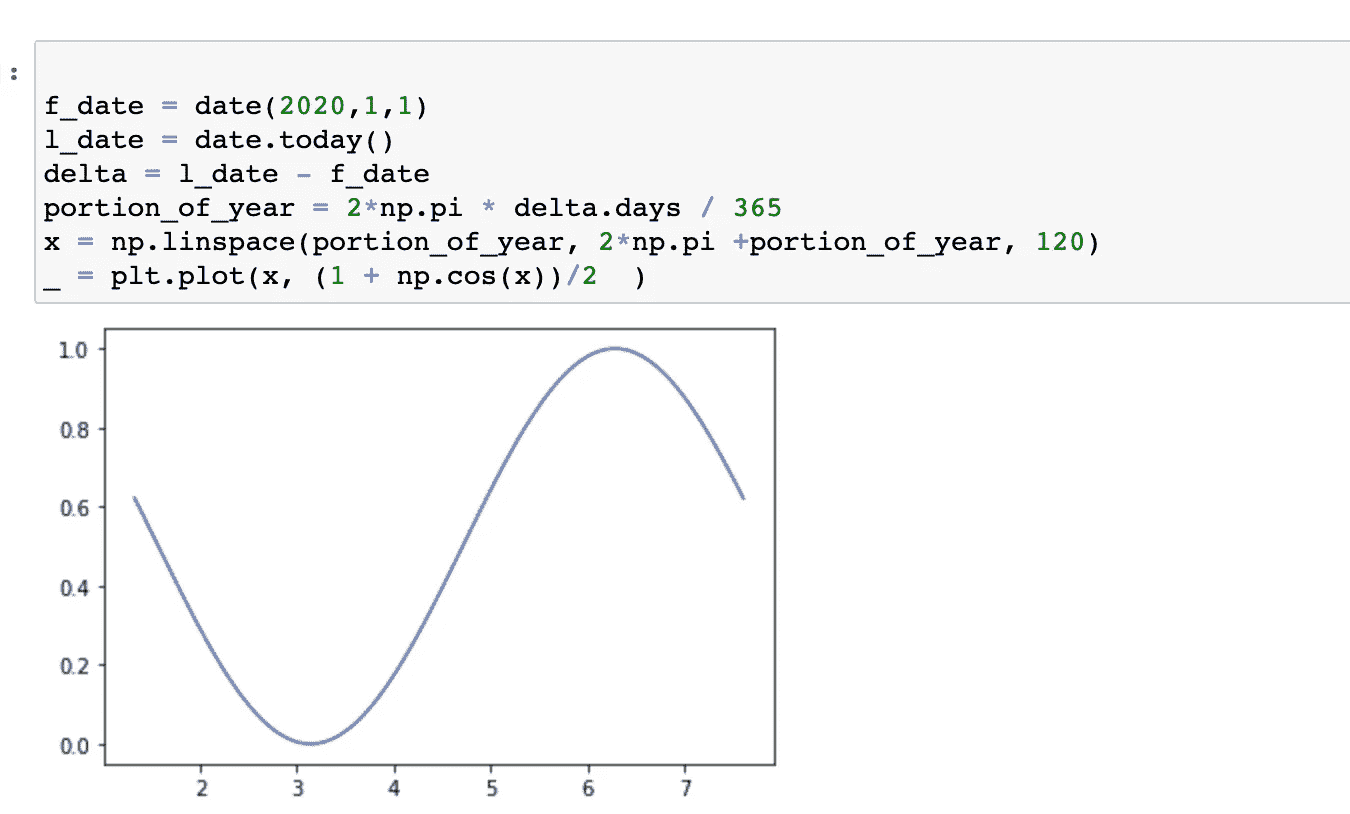 :
f_date = date(2020,1,1)
l_date = date.today()
delta = l_date - f_date
portion_of_year = 2*np.pi * delta.days / 365
x = np.linspace(portion_of_year, 2*np.pi +portion_of_year, 120)
_ = plt.plot(x, (1 + np.cos(x))/2  )
1.0
0.8
0.6
0.4
0.2
0.0
2 3 4 5 6 7